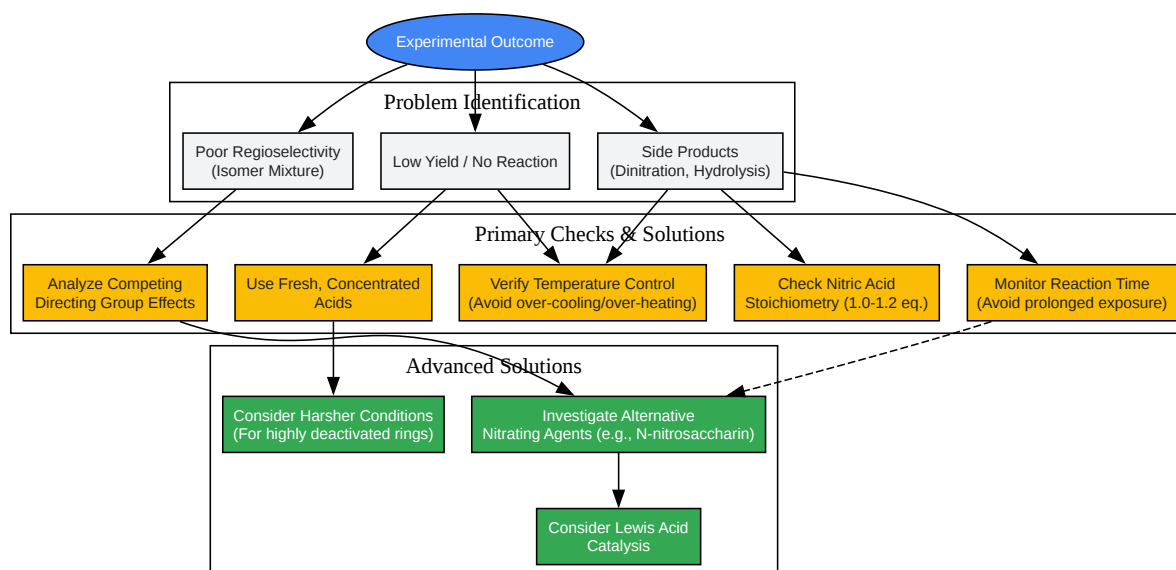 Experimental Outcome
Problem Identification
Poor Regioselectivity
(Isomer Mixture)
Low Yield / No Reaction
Side Products
(Dinitration, Hydrolysis)
Primary Checks & Solutions
Analyze Competing
Directing Group Effects
Use Fresh, Concentrated
Acids
Verify Temperature Control
(Avoid over-cooling/over-heating)
Check Nitric Acid
Stoichiometry (1.0-1.2 eq.)
Monitor Reaction Time
(Avoid prolonged exposure)
Advanced Solutions
Consider Harsher Conditions
(For highly deactivated rings)
Investigate Alternative
Nitrating Agents (e.g., N-nitrosaccharin)
Consider Lewis Acid
Catalysis